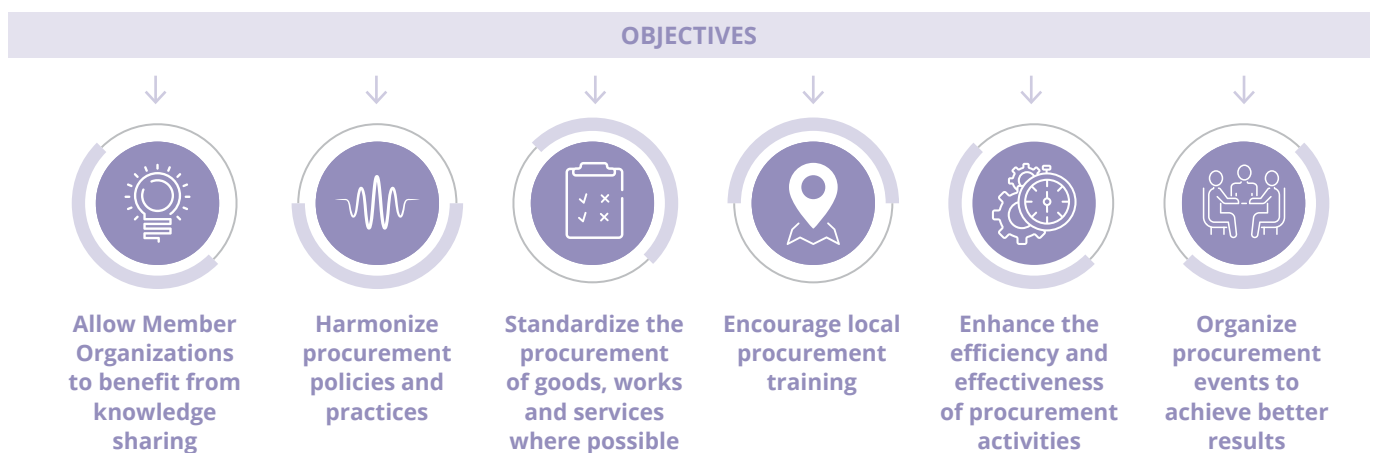 OBJECTIVES
Allow Member
Organizations
to benefit from
knowledge
sharing
Harmonize
procurement
policies and
practices
Standardize the
procurement
of goods, works
and services
where possible
Encourage local
procurement
training
Enhance the
efficiency and
effectiveness
of procurement
activities
Organize
procurement
events to
achieve better
results